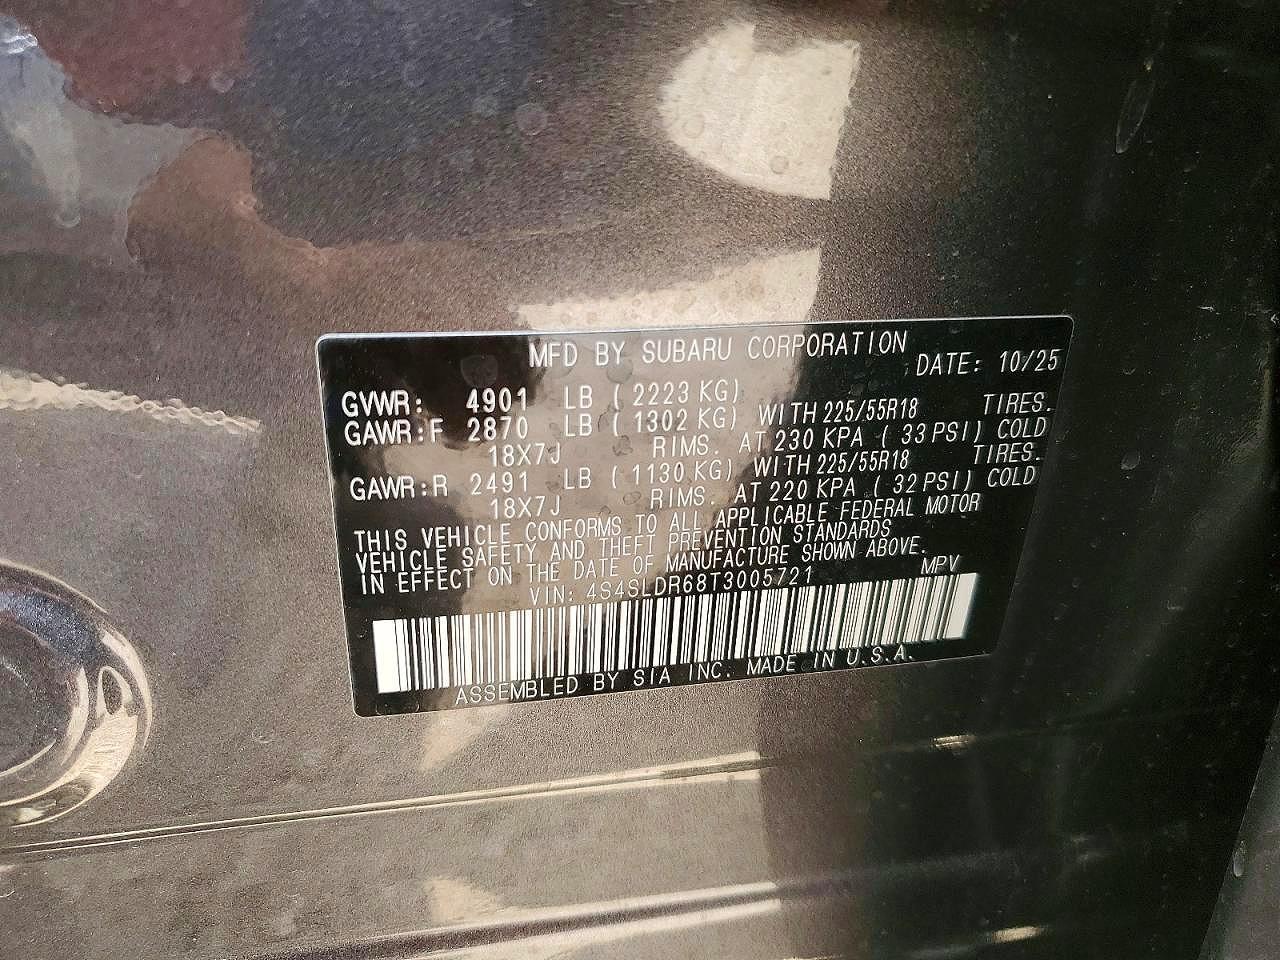 MFD BY SUBARU CORPORATION DATE: 10/25
GVWR: 4901 LB (2223 KG)
GAWR:F 2870 LB (1302 KG) WITH 225/55R18 TIRES.
18X7J RIMS. AT 230 KPA (33 PSI) COLD
GAWR:R 2491 LB (1130 KG) WITH 225/55R18 TIRES.
18X7J RIMS. AT 220 KPA (32 PSI) COLD
THIS VEHICLE CONFORMS TO ALL APPLICABLE FEDERAL MOTOR
VEHICLE SAFETY AND THEFT PREVENTION STANDARDS
IN EFFECT ON THE DATE OF MANUFACTURE SHOWN ABOVE.
VIN: 4S4SLDR68T3005721 MPV
ASSEMBLED BY SIA INC. MADE IN U.S.A.